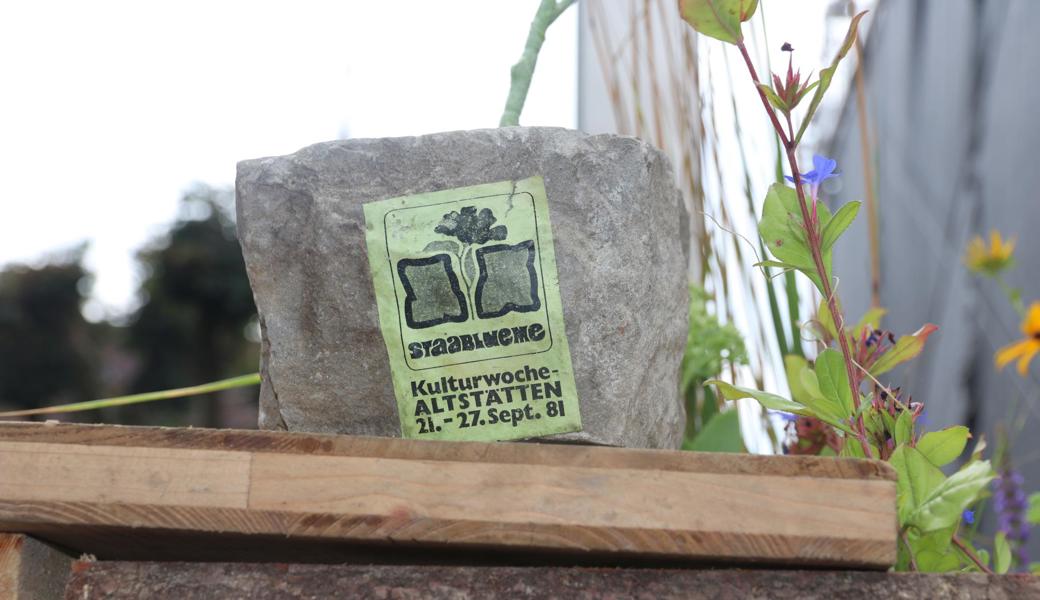 STAABLUEME
Kulturwoche-
ALTSTÄTTEN
21.-27. Sept. 81